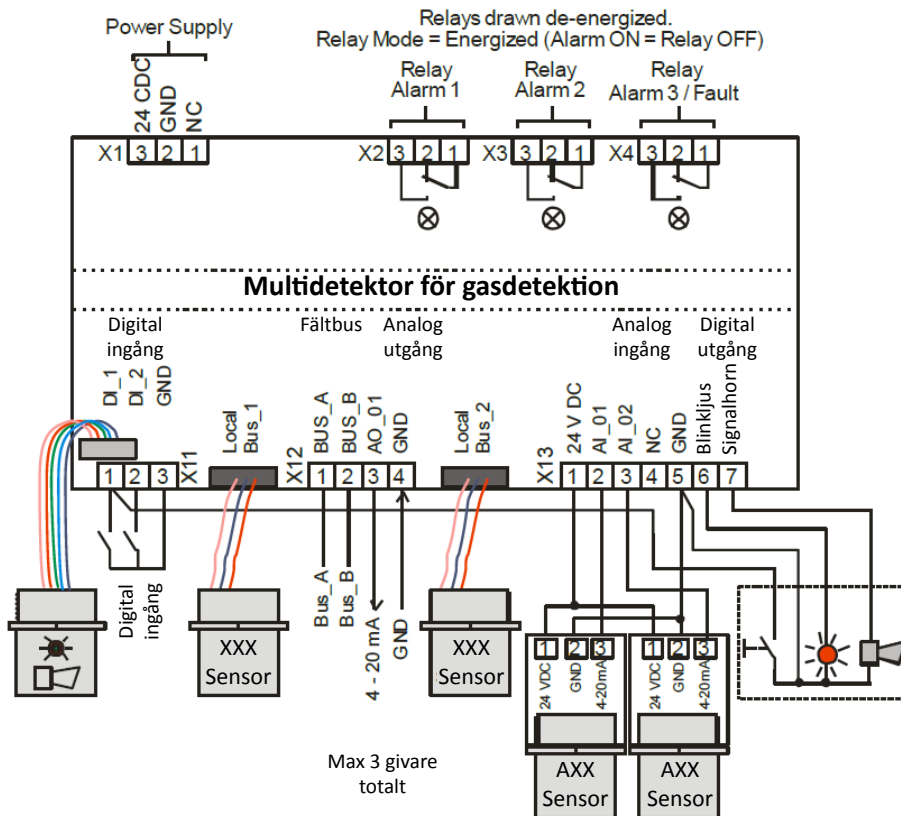 Relays drawn de-energized.
Power Supply
Relay Mode = Energized (Alarm ON = Relay OFF)
Relay
Alarm 1
Relay
Alarm 2
Relay
Alarm 3 / Fault
24 CDC
GND
NC
X1 3 2 1
X2 3 2 1
X3 3 2 1
X4 3 2 1
Multidetektor för gasdetektion
Digital
ingång
Fältbus
Analog
utgång
Analog
ingång
Digital
utgång
DI_1
DI_2
GND
Local
Bus_1
BUS_A
BUS_B
AO_01
GND
Local
Bus_2
24 V DC
AI_01
AI_02
NC
GND
Blinkljus
Signalhorn
1 2 3 X11
X12 1 2 3 4
X13 1 2 3 4 5 6 7
Digital
ingång
Bus_A
Bus_B
4 - 20 mA
GND
XXX
Sensor
XXX
Sensor
1 2 3
24 VDC
GND
4-20mA
1 2 3
24 VDC
GND
4-20mA
Max 3 givare
totalt
AXX
Sensor
AXX
Sensor